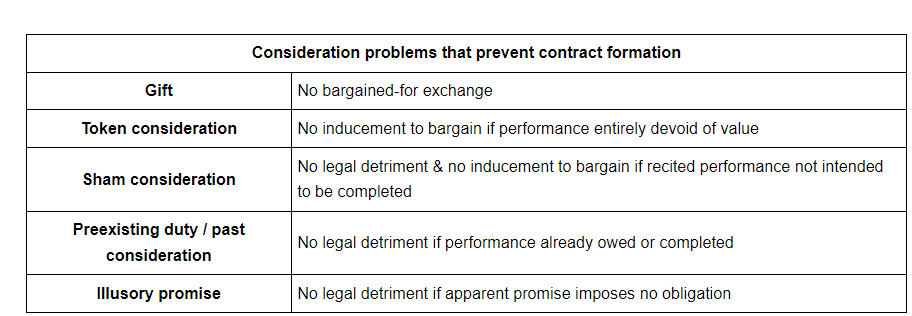 Consideration problems that prevent contract formation
Gift
No bargained-for exchange
Token consideration
No inducement to bargain if performance entirely devoid of value
Sham consideration
No legal detriment & no inducement to bargain if recited performance not intended
to be completed
Preexisting duty / past
consideration
No legal detriment if performance already owed or completed
Illusory promise
No legal detriment if apparent promise imposes no obligation